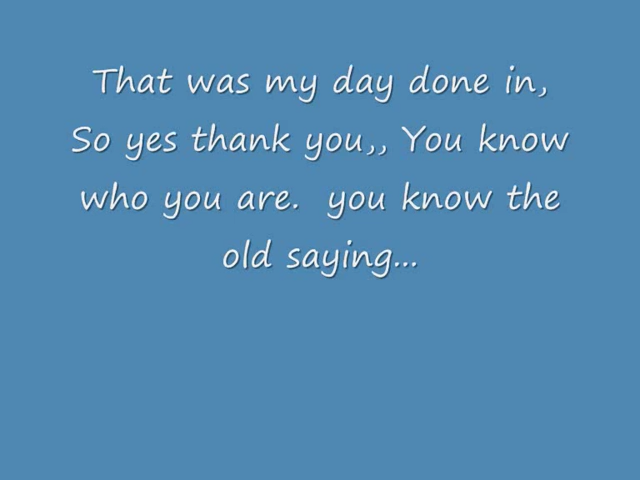 That was my day done in,
So yes thank you,, You know
who you are.  you know the
old saying...